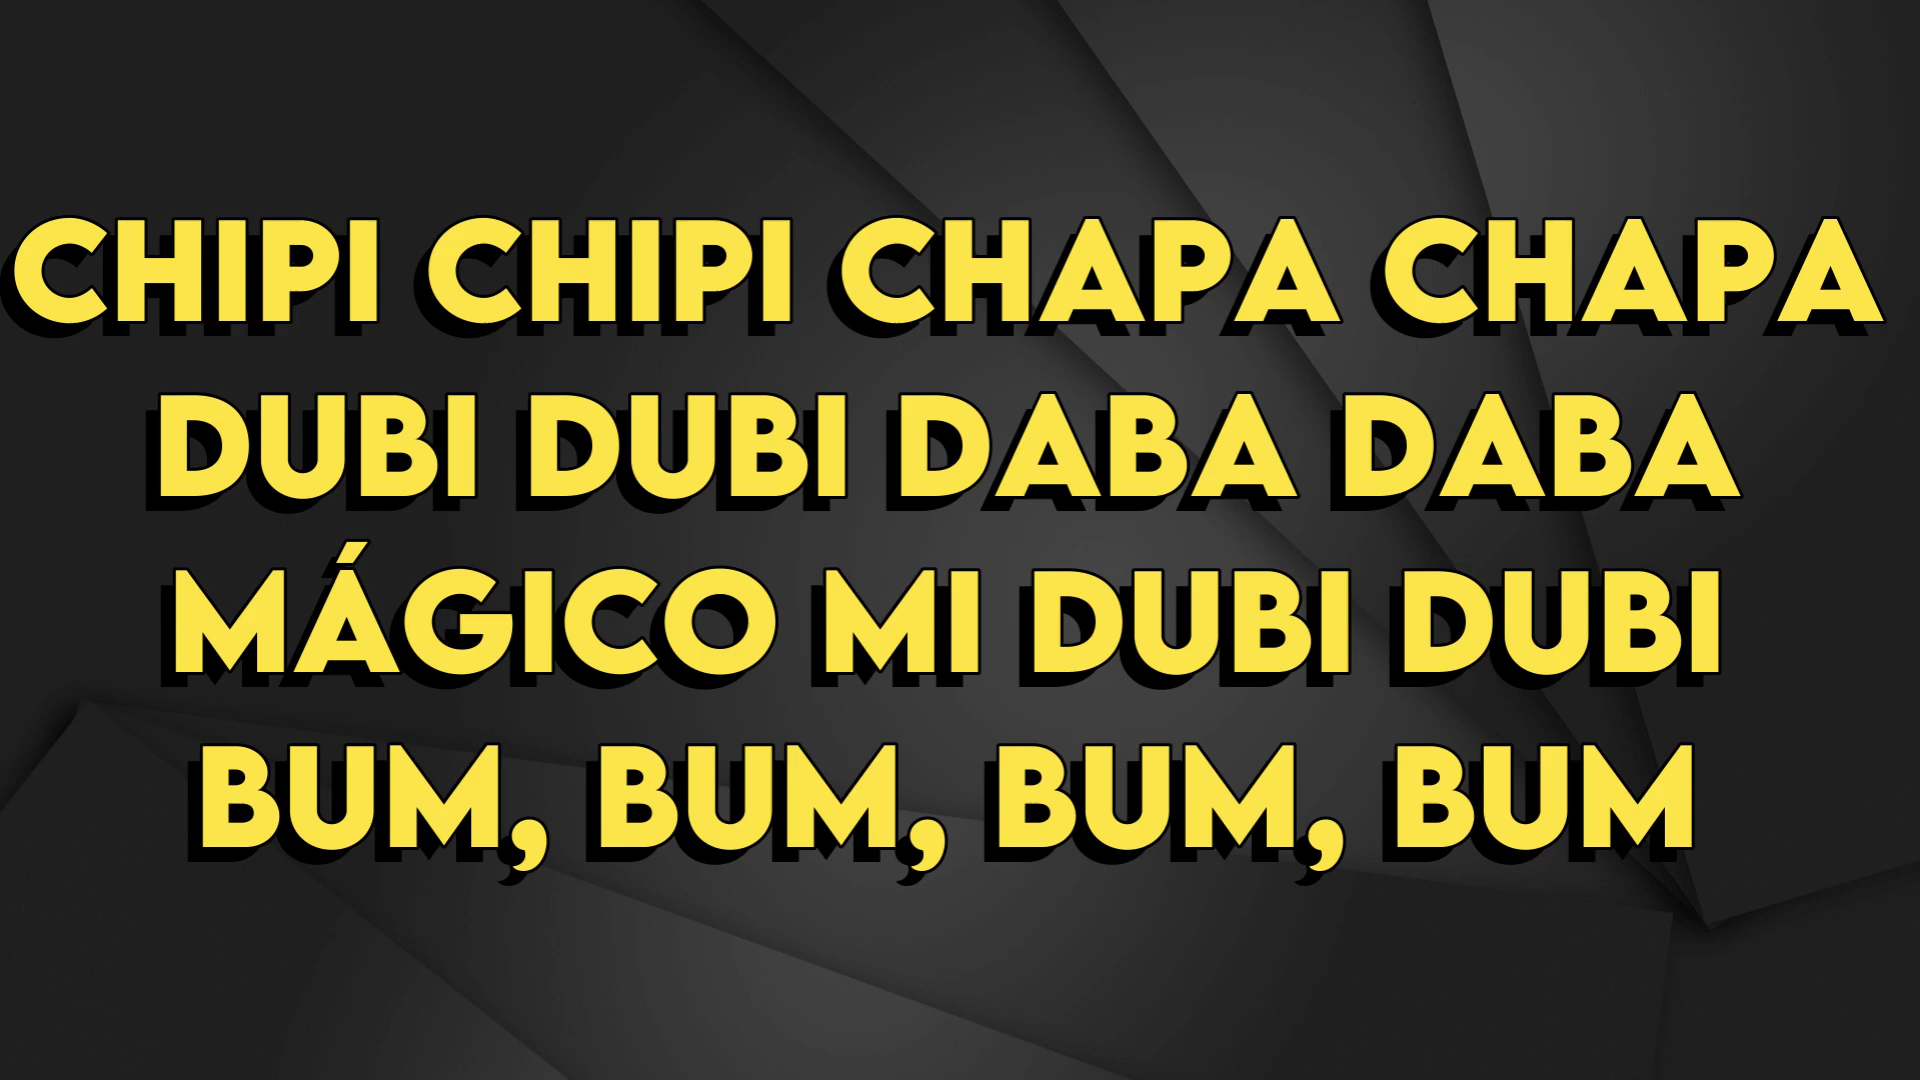 CHIPI CHIPI CHAPA CHAPA
DUBI DUBI DABA DABA
MÁGICO MI DUBI DUBI
BUM, BUM, BUM, BUM